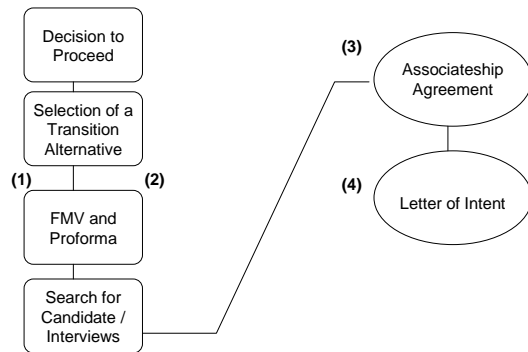 Decision to
Proceed
Selection of a
Transition
Alternative
(1)
(2)
FMV and
Proforma
Search for
Candidate /
Interviews
(3)
Associateship
Agreement
(4)
Letter of Intent